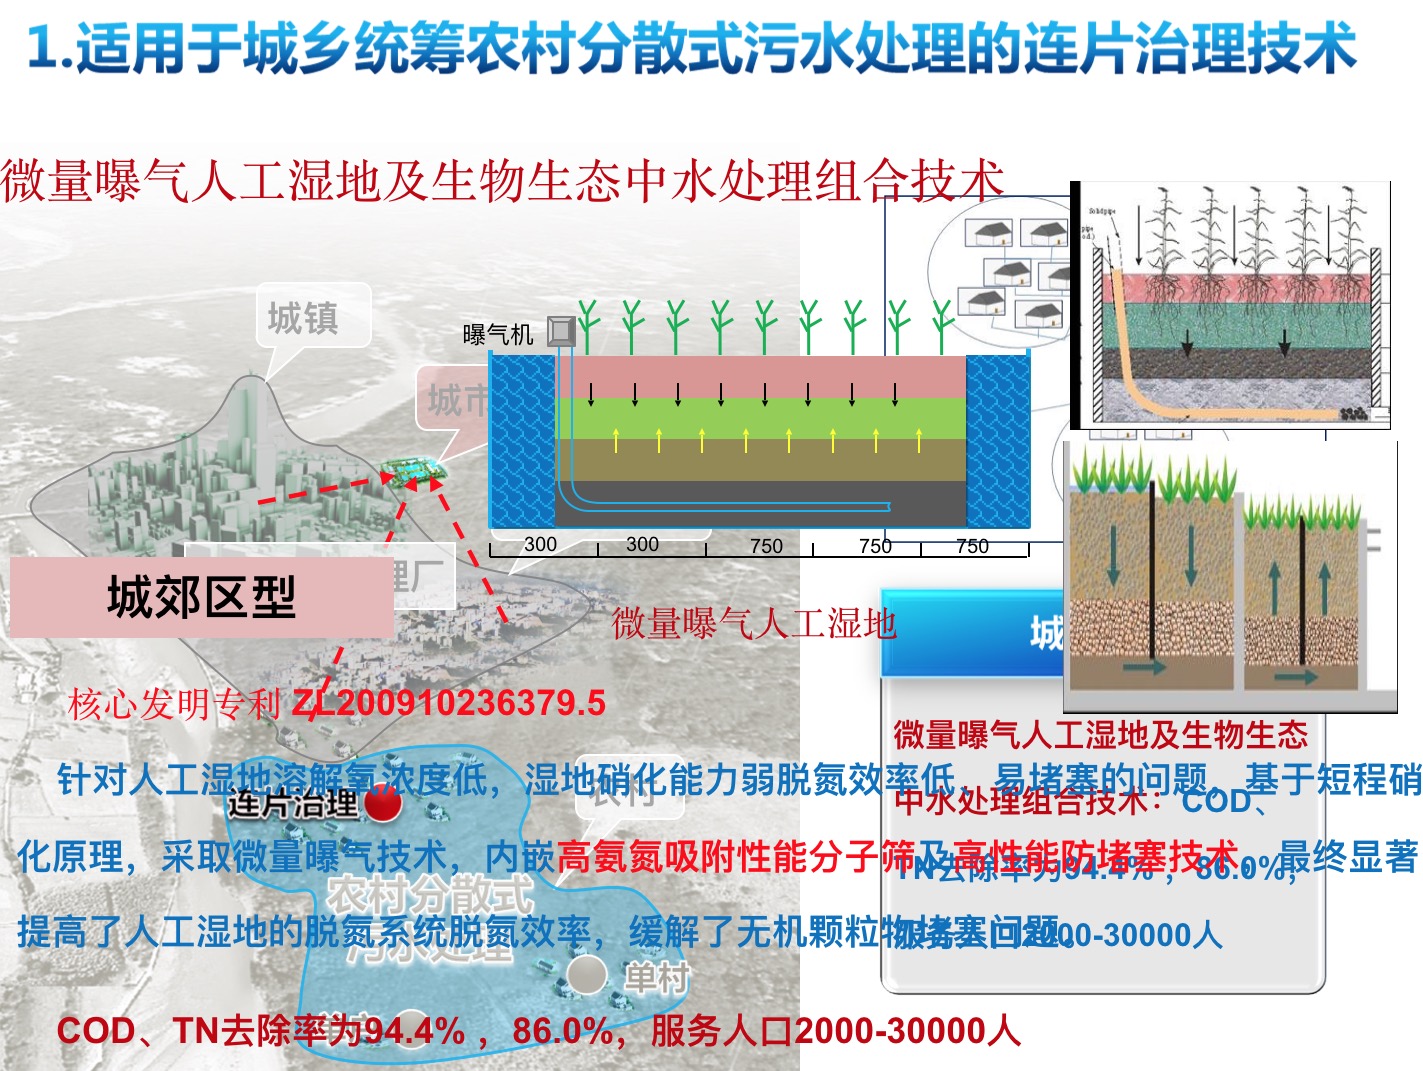 1.适用于城乡统筹农村分散式污水处理的连片治理技术
微量曝气人工湿地及生物生态中水处理组合技术
Solid pipe
城镇
曝气机
城市
300 300 750 750 750
理厂
城郊区型
微量曝气人工湿地
城
核心发明专利 ZL200910236379.5
微量曝气人工湿地及生物生态
中水处理组合技术：COD、
TN去除率为94.4%，86.0%，
服务人口2000-30000人
针对人工湿地溶解氧浓度低，湿地硝化能力弱脱氮效率低、易堵塞的问题，基于短程硝
化原理，采取微量曝气技术，内嵌高氨氮吸附性能分子筛及高性能防堵塞技术。最终显著
提高了人工湿地的脱氮系统脱氮效率，缓解了无机颗粒物堵塞问题。
连片治理
农村
农村分散式
污水处理
单村
COD、TN去除率为94.4% ，86.0%，服务人口2000-30000人